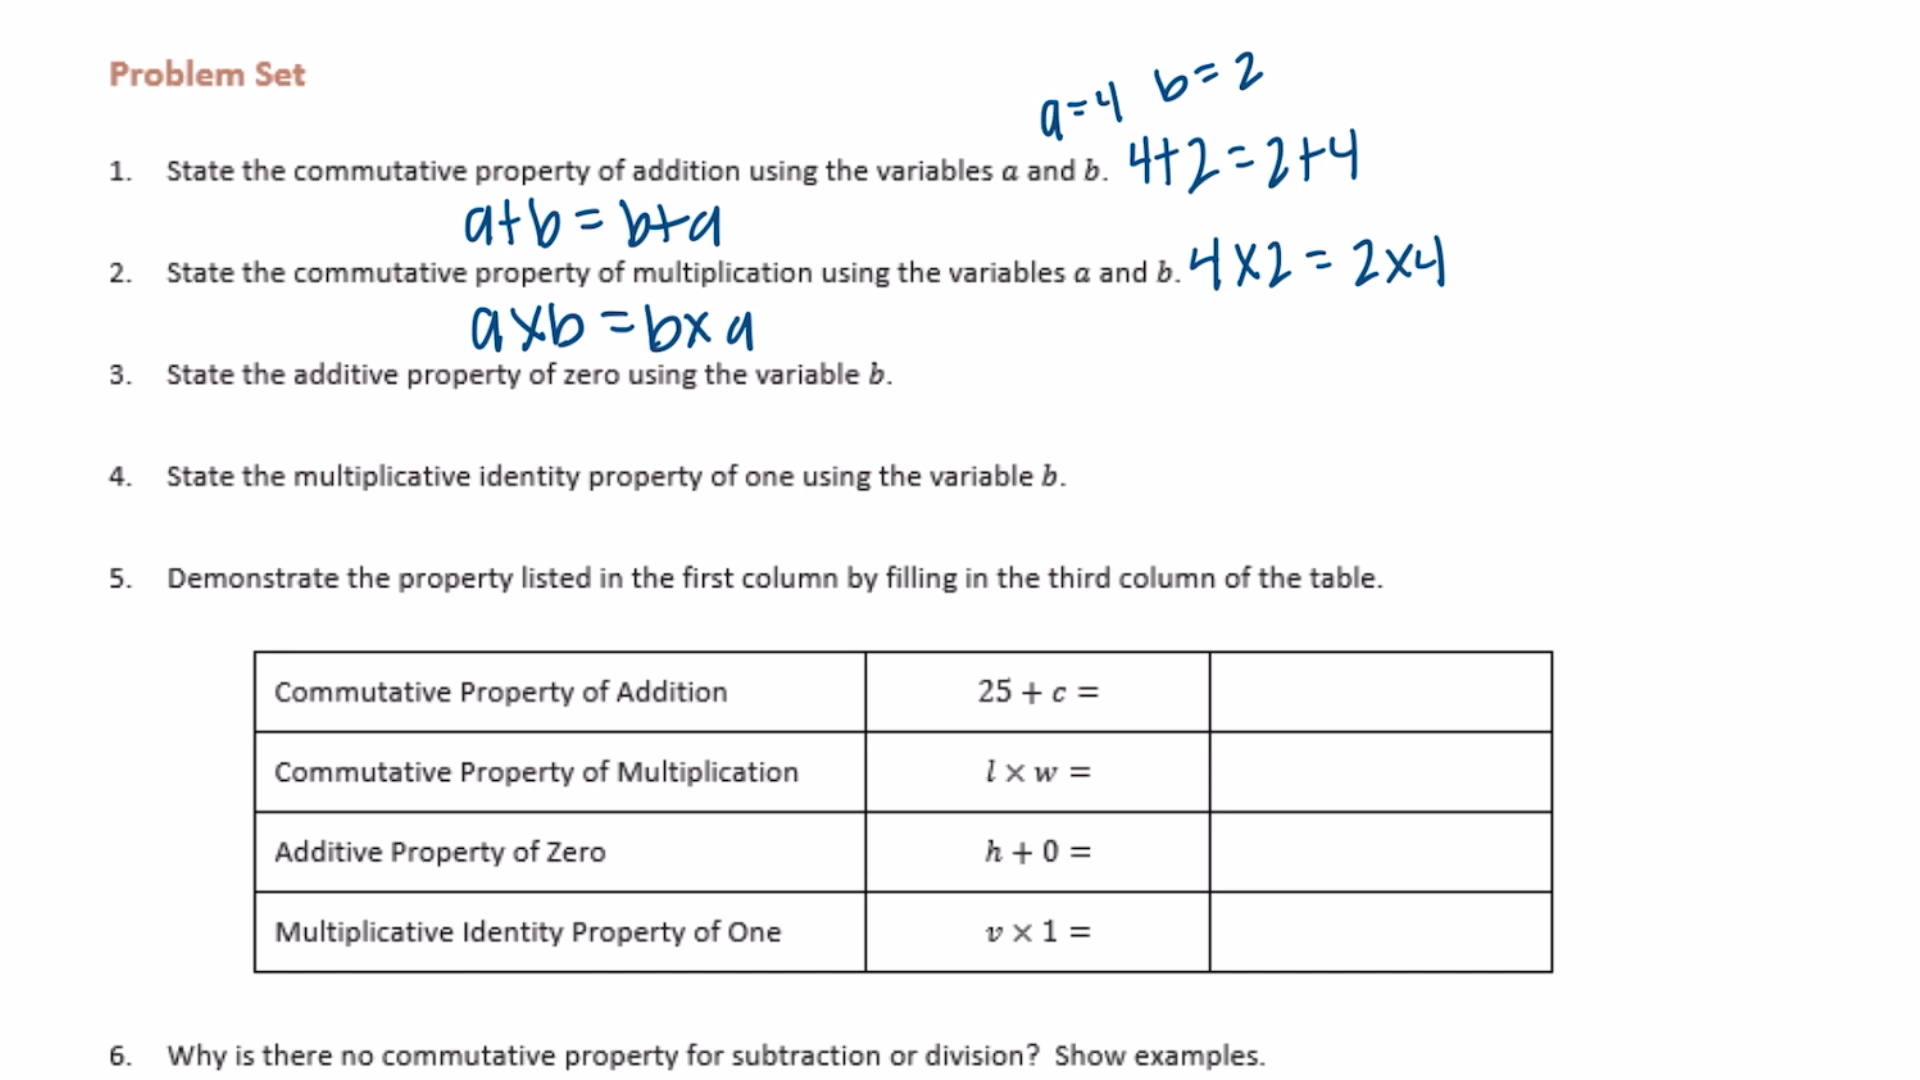 Problem Set
a=4 b=2
1. State the commutative property of addition using the variables a and b. 4+2=2+4
a+b=b+a
2. State the commutative property of multiplication using the variables a and b. 4×2=2×4
a×b=b×a
3. State the additive property of zero using the variable b.
4. State the multiplicative identity property of one using the variable b.
5. Demonstrate the property listed in the first column by filling in the third column of the table.
Commutative Property of Addition 25 + c =
Commutative Property of Multiplication l × w =
Additive Property of Zero h + 0 =
Multiplicative Identity Property of One v × 1 =
6. Why is there no commutative property for subtraction or division? Show examples.